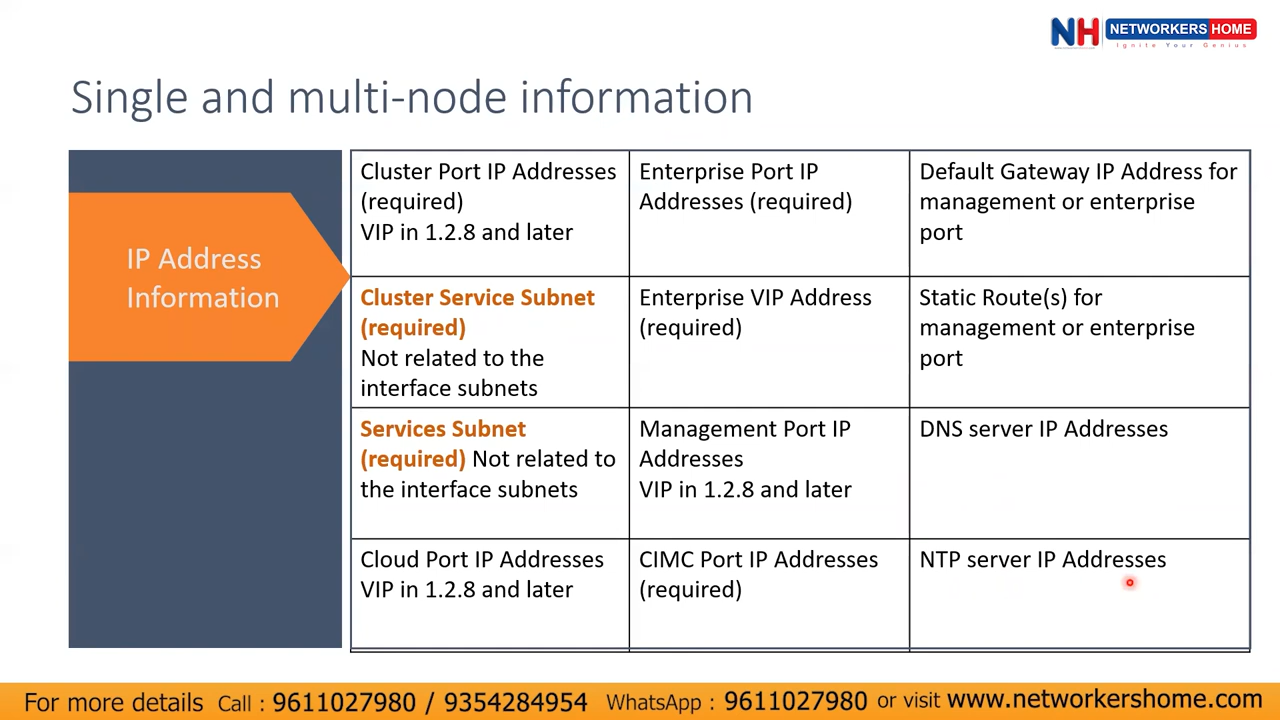 NH NETWORKERS HOME
Ignite Your Genius
Single and multi-node information
IP Address
Information
Cluster Port IP Addresses
(required)
VIP in 1.2.8 and later
Enterprise Port IP
Addresses (required)
Default Gateway IP Address for
management or enterprise
port
Cluster Service Subnet
(required)
Not related to the
interface subnets
Enterprise VIP Address
(required)
Static Route(s) for
management or enterprise
port
Services Subnet
(required) Not related to
the interface subnets
Management Port IP
Addresses
VIP in 1.2.8 and later
DNS server IP Addresses
Cloud Port IP Addresses
VIP in 1.2.8 and later
CIMC Port IP Addresses
(required)
NTP server IP Addresses
For more details Call : 9611027980 / 9354284954 WhatsApp : 9611027980 or visit www.networkershome.com